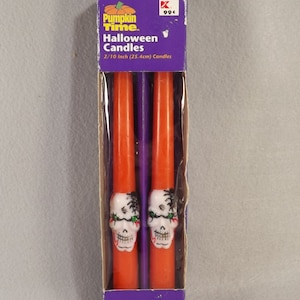 Pumpkin
Time
Halloween
Candles
2/10 Inch (25.4cm) Candles
K
99¢